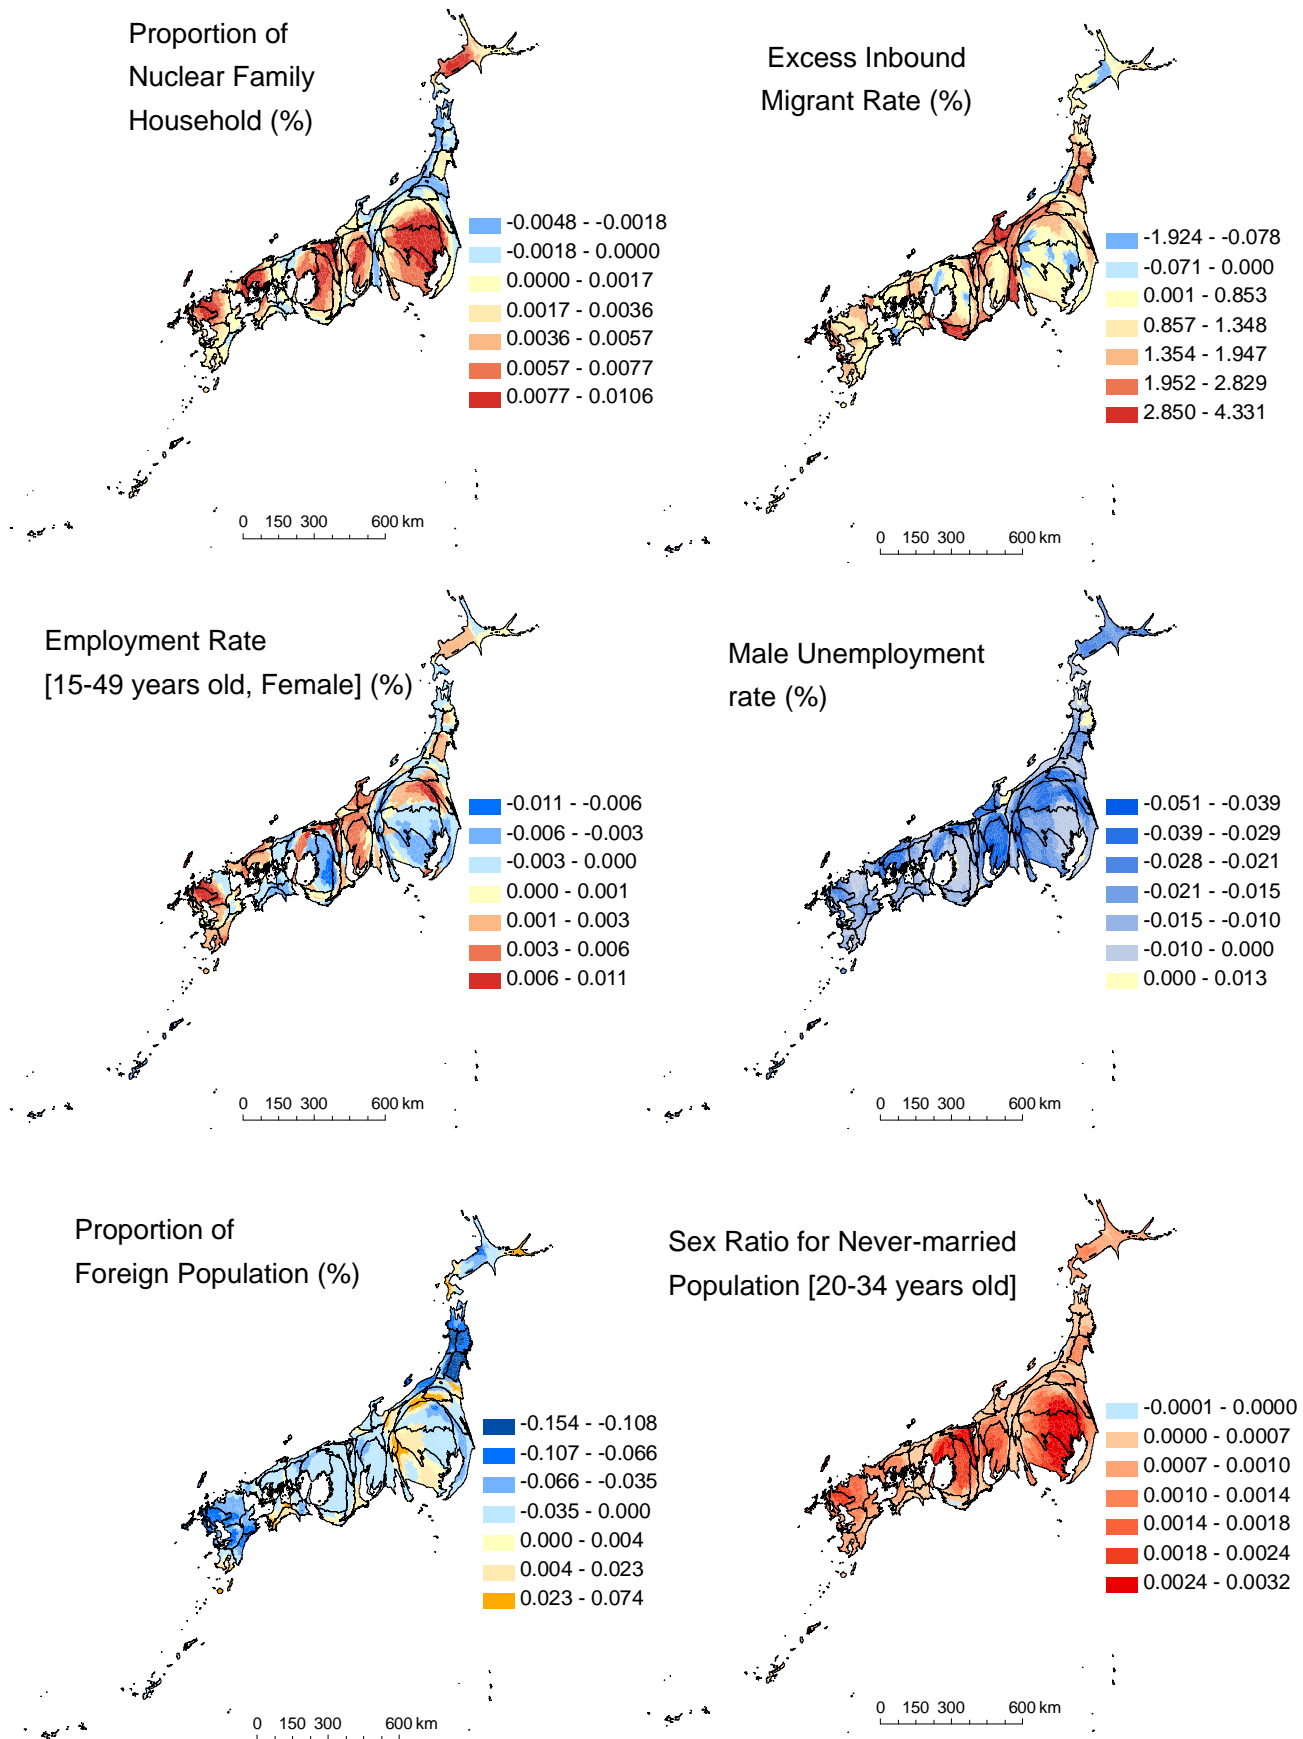 Proportion of
Nuclear Family
Household (%)
-0.0048 - -0.0018
-0.0018 - 0.0000
0.0000 - 0.0017
0.0017 - 0.0036
0.0036 - 0.0057
0.0057 - 0.0077
0.0077 - 0.0106
0 150 300 600 km
Excess Inbound
Migrant Rate (%)
-1.924 - -0.078
-0.071 - 0.000
0.001 - 0.853
0.857 - 1.348
1.354 - 1.947
1.952 - 2.829
2.850 - 4.331
0 150 300 600 km
Employment Rate
[15-49 years old, Female] (%)
-0.011 - -0.006
-0.006 - -0.003
-0.003 - 0.000
0.000 - 0.001
0.001 - 0.003
0.003 - 0.006
0.006 - 0.011
0 150 300 600 km
Male Unemployment
rate (%)
-0.051 - -0.039
-0.039 - -0.029
-0.028 - -0.021
-0.021 - -0.015
-0.015 - -0.010
-0.010 - 0.000
0.000 - 0.013
0 150 300 600 km
Proportion of
Foreign Population (%)
-0.154 - -0.108
-0.107 - -0.066
-0.066 - -0.035
-0.035 - 0.000
0.000 - 0.004
0.004 - 0.023
0.023 - 0.074
0 150 300 600 km
Sex Ratio for Never-married
Population [20-34 years old]
-0.0001 - 0.0000
0.0000 - 0.0007
0.0007 - 0.0010
0.0010 - 0.0014
0.0014 - 0.0018
0.0018 - 0.0024
0.0024 - 0.0032
0 150 300 600 km